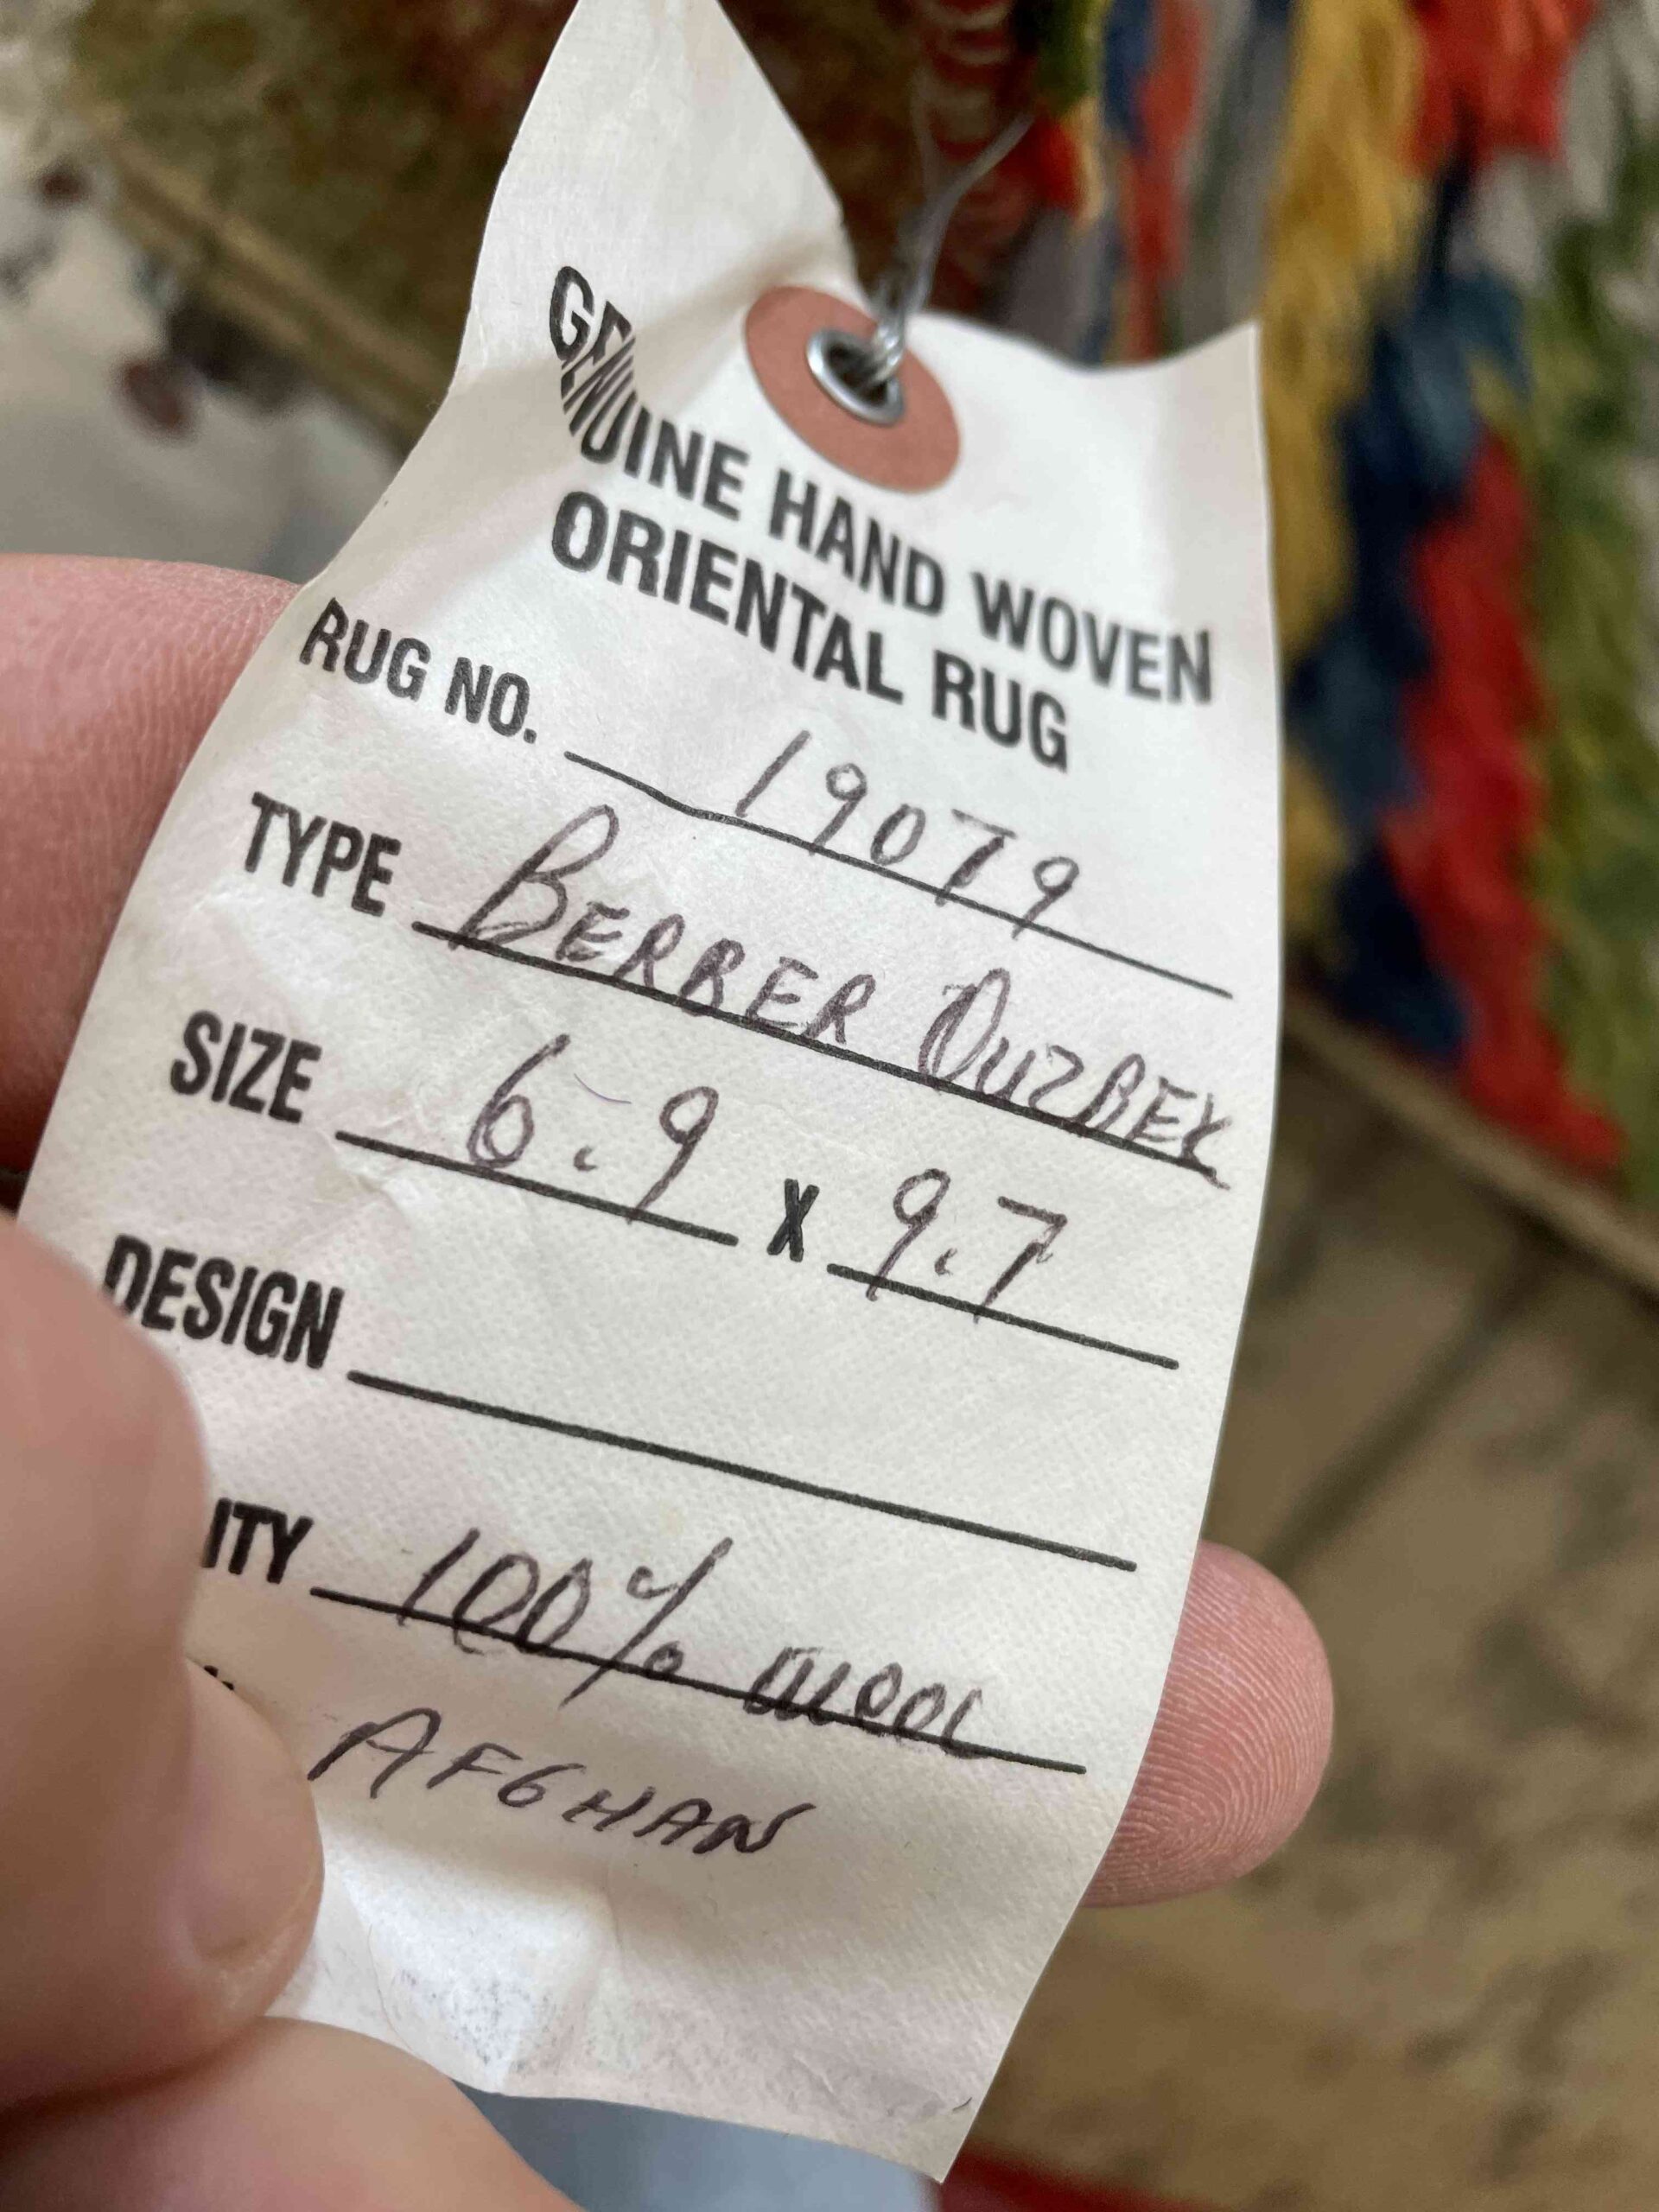 GENUINE HAND WOVEN
ORIENTAL RUG
RUG NO. 19079
TYPE BERBER OUZBEK
SIZE 6.9 X 9.7
DESIGN
ITY 100% wool
AFGHAN